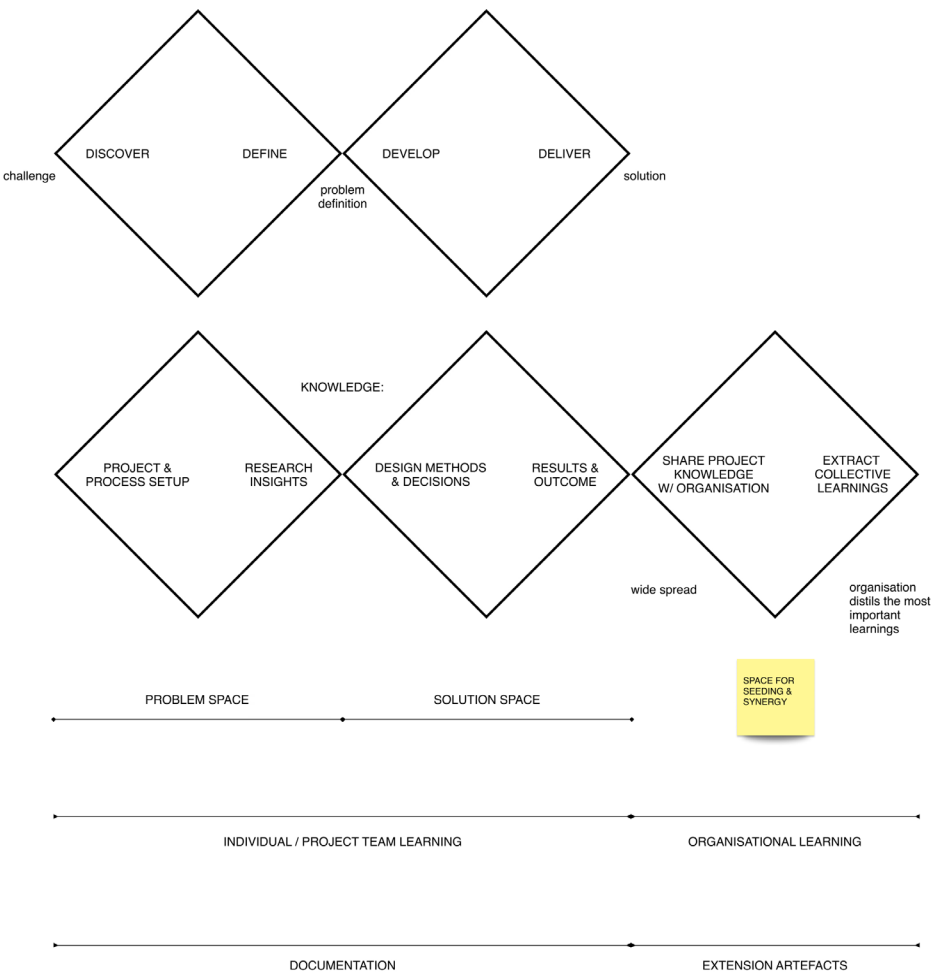 DISCOVER
DEFINE
DEVELOP
DELIVER
challenge
problem
definition
solution
KNOWLEDGE:
PROJECT &
PROCESS SETUP
RESEARCH
INSIGHTS
DESIGN METHODS
& DECISIONS
RESULTS &
OUTCOME
SHARE PROJECT
KNOWLEDGE
W/ ORGANISATION
EXTRACT
COLLECTIVE
LEARNINGS
wide spread
organisation
distils the most
important
learnings
SPACE FOR
SEEDING &
SYNERGY
PROBLEM SPACE
SOLUTION SPACE
INDIVIDUAL / PROJECT TEAM LEARNING
ORGANISATIONAL LEARNING
DOCUMENTATION
EXTENSION ARTEFACTS